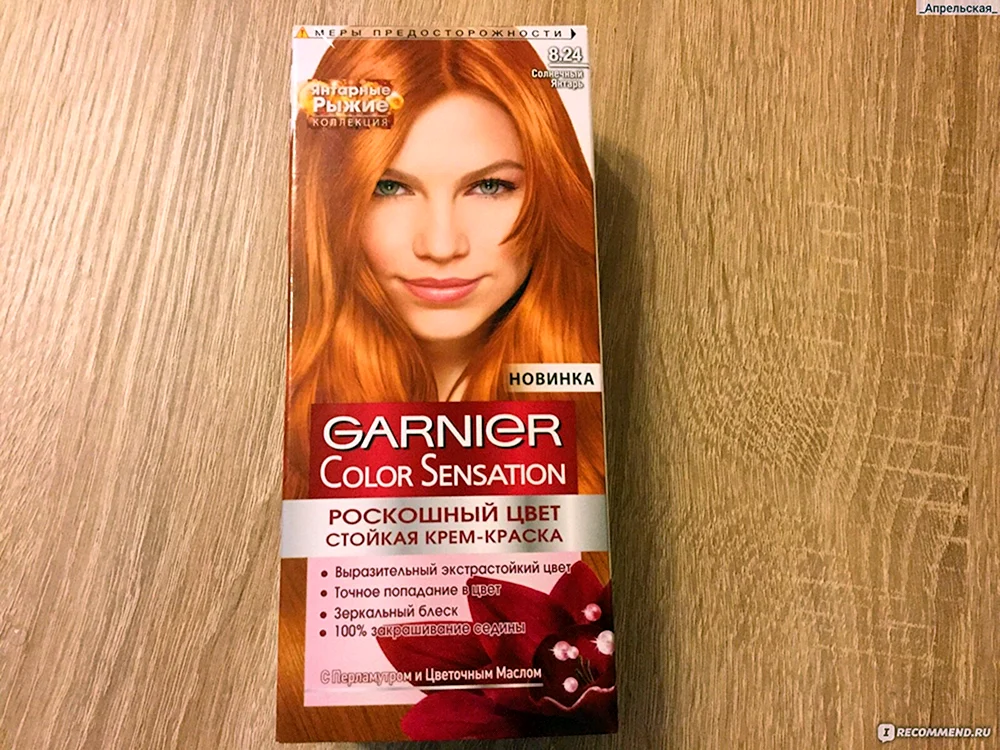 _Апрельская_
МЕРЫ ПРЕДОСТОРОЖНОСТИ
8.24
Солнечный
Янтарь
Янтарные
Рыжие
КОЛЛЕКЦИЯ
НОВИНКА
GARNIER
COLOR SENSATION
РОСКОШНЫЙ ЦВЕТ
СТОЙКАЯ КРЕМ-КРАСКА
• Выразительный экстрастойкий цвет
• Точное попадание в цвет
• Зеркальный блеск
• 100% закрашивание седины
С Перламутром и Цветочным Маслом
I RECOMMEND.RU